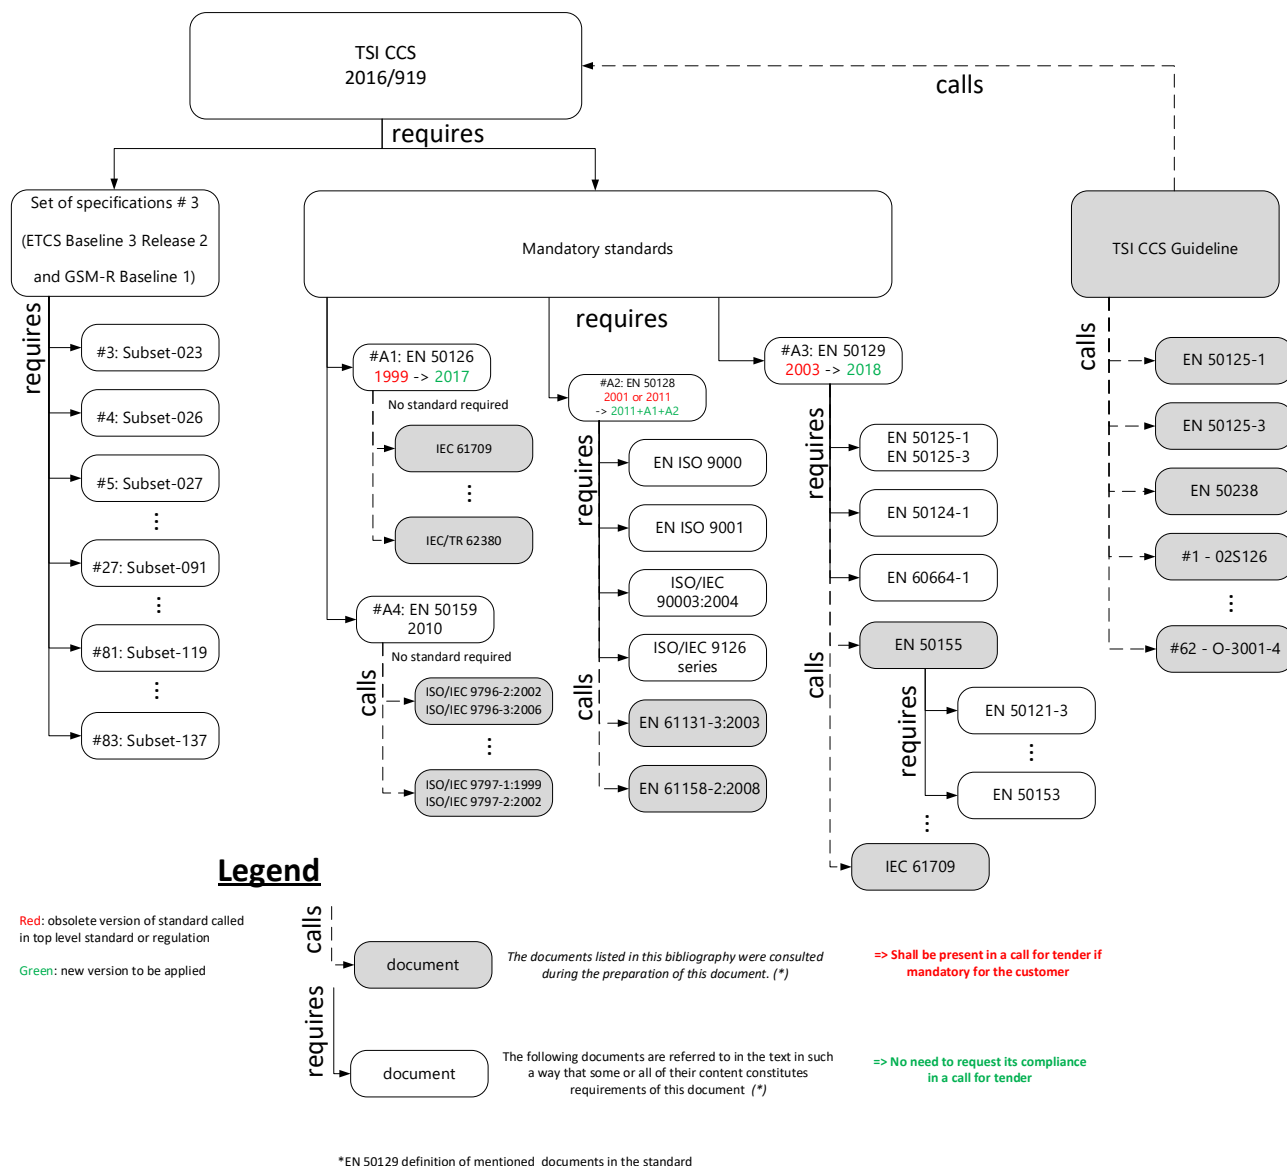 TSI CCS
2016/919
calls
requires
Set of specifications # 3
(ETCS Baseline 3 Release 2
and GSM-R Baseline 1)
Mandatory standards
TSI CCS Guideline
requires
#3: Subset-023
#4: Subset-026
#5: Subset-027
...
#27: Subset-091
...
#81: Subset-119
...
#83: Subset-137
requires
#A1: EN 50126
1999 -> 2017
No standard required
IEC 61709
...
IEC/TR 62380
#A4: EN 50159
2010
No standard required
calls
ISO/IEC 9796-2:2002
ISO/IEC 9796-3:2006
...
ISO/IEC 9797-1:1999
ISO/IEC 9797-2:2002
#A2: EN 50128
2001 or 2011
-> 2011+A1+A2
requires
EN ISO 9000
EN ISO 9001
ISO/IEC
90003:2004
ISO/IEC 9126
series
calls
EN 61131-3:2003
EN 61158-2:2008
#A3: EN 50129
2003 -> 2018
requires
EN 50125-1
EN 50125-3
EN 50124-1
EN 60664-1
calls
EN 50155
requires
EN 50121-3
...
EN 50153
...
IEC 61709
calls
EN 50125-1
EN 50125-3
EN 50238
#1 - 02S126
...
#62 - O-3001-4
Legend
Red: obsolete version of standard called
in top level standard or regulation
Green: new version to be applied
calls
document
The documents listed in this bibliography were consulted
during the preparation of this document. (*)
=> Shall be present in a call for tender if
mandatory for the customer
requires
document
The following documents are referred to in the text in such
a way that some or all of their content constitutes
requirements of this document (*)
=> No need to request its compliance
in a call for tender
*EN 50129 definition of mentioned documents in the standard